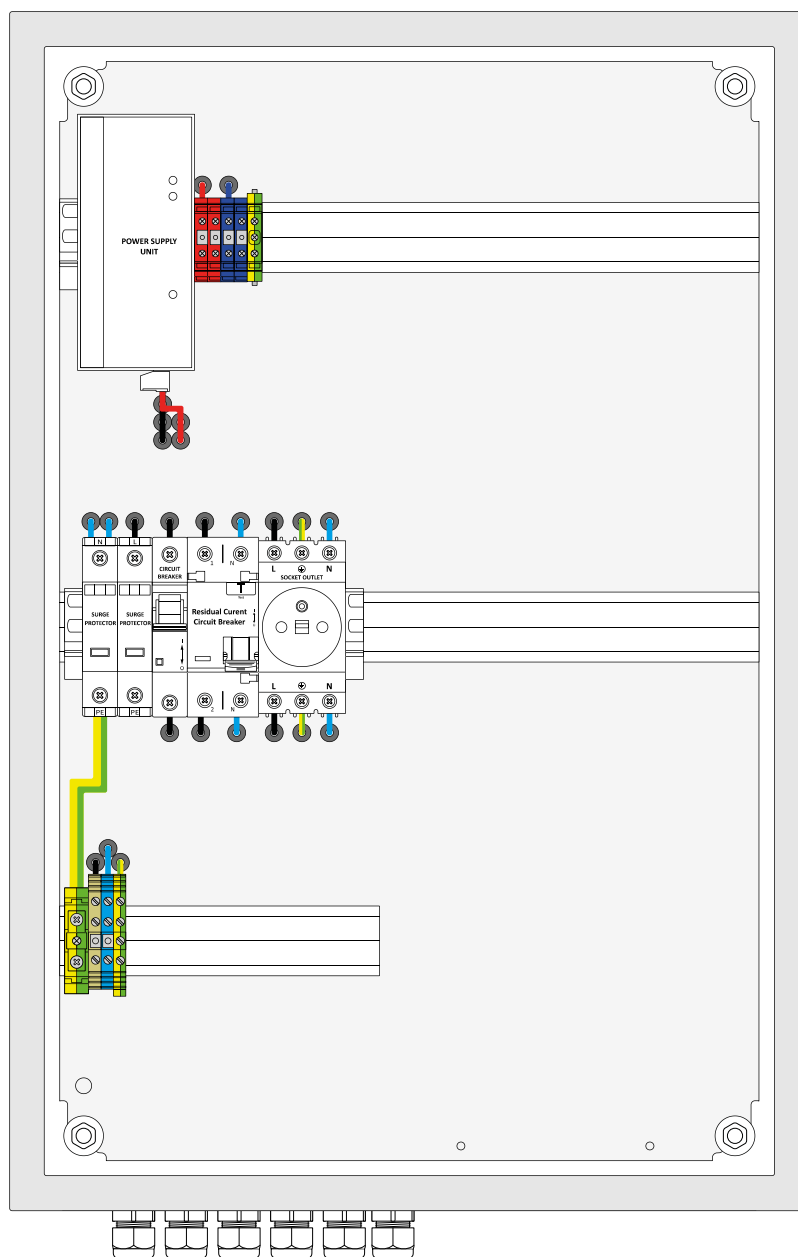 POWER SUPPLY
UNIT
N
L
1
N
L
N
CIRCUIT
BREAKER
SOCKET OUTLET
Test
SURGE
PROTECTOR
SURGE
PROTECTOR
Residual Curent
Circuit Breaker
I
O
L
N
2
N
PE
PE